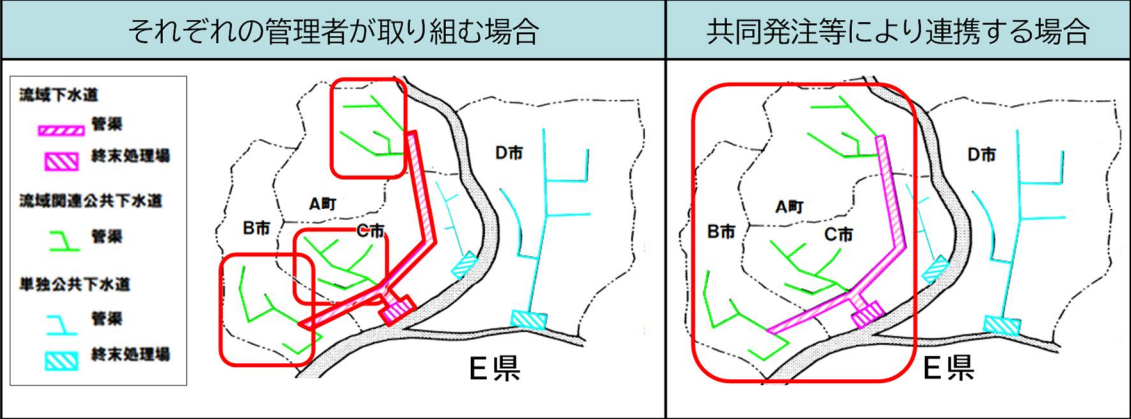 それぞれの管理者が取り組む場合
共同発注等により連携する場合
流域下水道
管渠
終末処理場
流域関連公共下水道
管渠
単独公共下水道
管渠
終末処理場
A町
B市
C市
D市
E県
A町
B市
C市
D市
E県